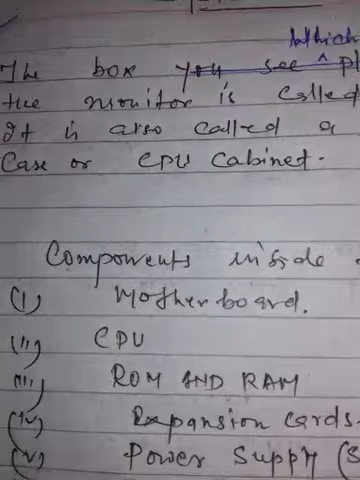 which
The box you see ^ pl
the monitor is called
It is also called a
Case or CPU Cabinet.
Components inside
(i) Motherboard.
(ii) CPU
(iii) ROM AND RAM
(iv) Expansion cards.
(v) Power Supply (S